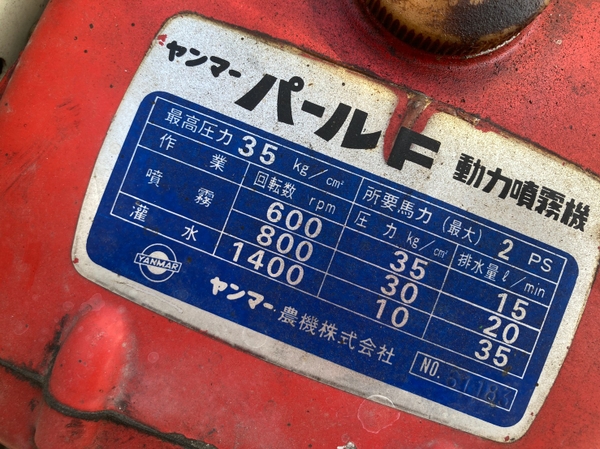 ヤンマー
パールF 動力噴霧機
最高圧力 35 kg/cm² 所要馬力(最大) 2 PS
作業 回転数 rpm 圧力 kg/cm² 排水量 ℓ/min
噴霧 600 35 15
800 30 20
灌水 1400 10 35
YANMAR
ヤンマー農機株式会社
NO. 61183